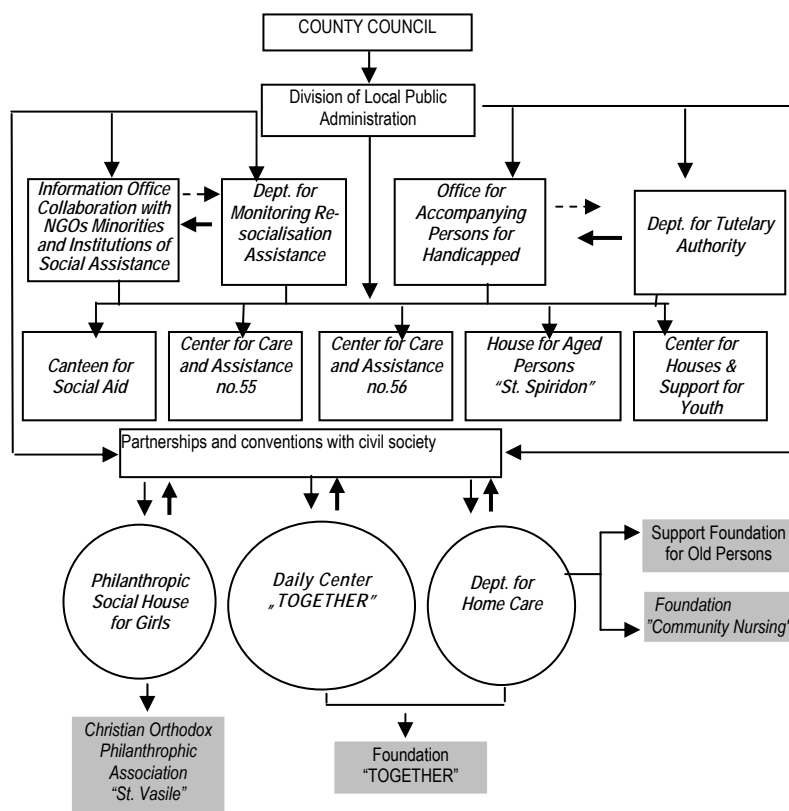 COUNTY COUNCIL
Division of Local Public
Administration
Information Office
Collaboration with
NGOs Minorities
and Institutions of
Social Assistance
Dept. for
Monitoring Re-
socialisation
Assistance
Office for
Accompanying
Persons for
Handicapped
Dept. for Tutelary
Authority
Canteen for
Social Aid
Center for Care
and Assistance
no.55
Center for Care
and Assistance
no.56
House for Aged
Persons
“St. Spiridon”
Center for
Houses &
Support for
Youth
Partnerships and conventions with civil society
Philanthropic
Social House
for Girls
Daily Center
„TOGETHER”
Dept. for
Home Care
Support Foundation
for Old Persons
Foundation
”Community Nursing”
Christian Orthodox
Philanthrophic
Association
“St. Vasile”
Foundation
“TOGETHER”